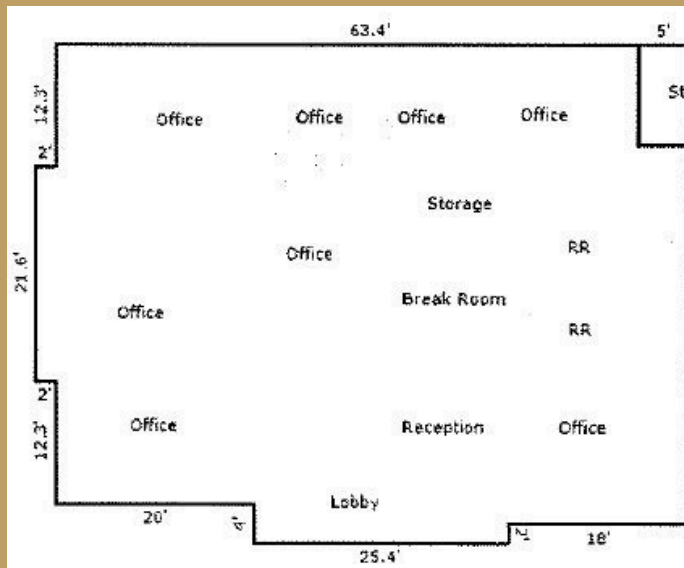 63.4' 5'
12.3'
Office Office Office Office St
2'
Storage
RR
Office
21.6'
Break Room
Office
RR
2'
12.3'
Office Reception Office
Lobby
20' 4' 2' 18'
25.4'